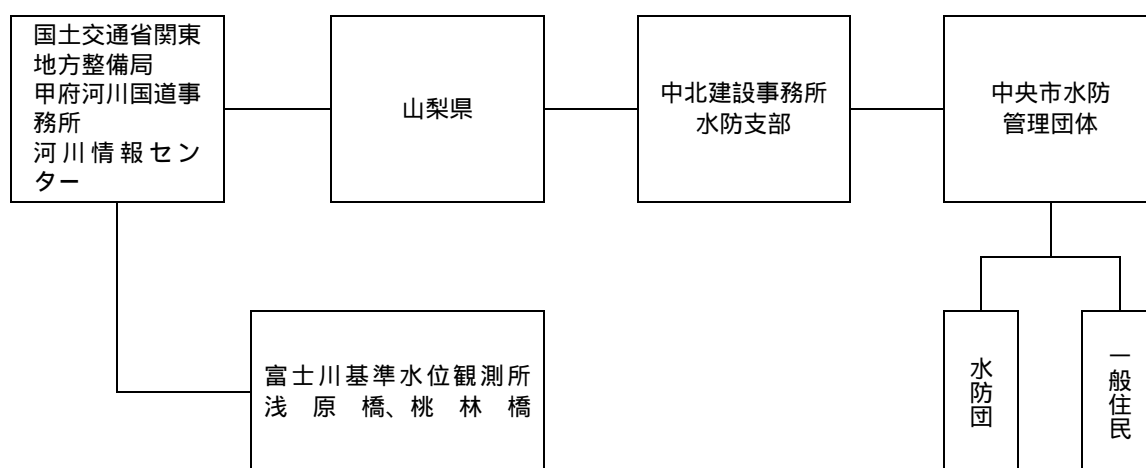 国土交通省関東
地方整備局
甲府河川国道事
務所
河川情報セン
ター
山梨県
中北建設事務所
水防支部
中央市水防
管理団体
富士川基準水位観測所
浅原橋、桃林橋
水防団
一般住民